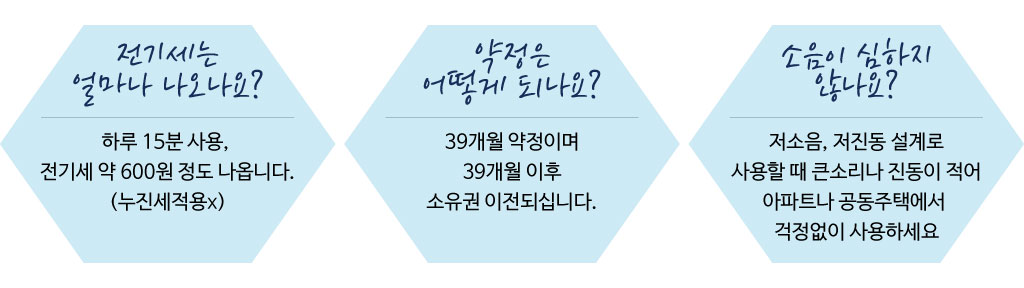 전기세는
얼마나 나오나요?
하루 15분 사용,
전기세 약 600원 정도 나옵니다.
(누진세적용x)
약정은
어떻게 되나요?
39개월 약정이며
39개월 이후
소유권 이전되십니다.
소음이 심하지
않나요?
저소음, 저진동 설계로
사용할 때 큰소리나 진동이 적어
아파트나 공동주택에서
걱정없이 사용하세요